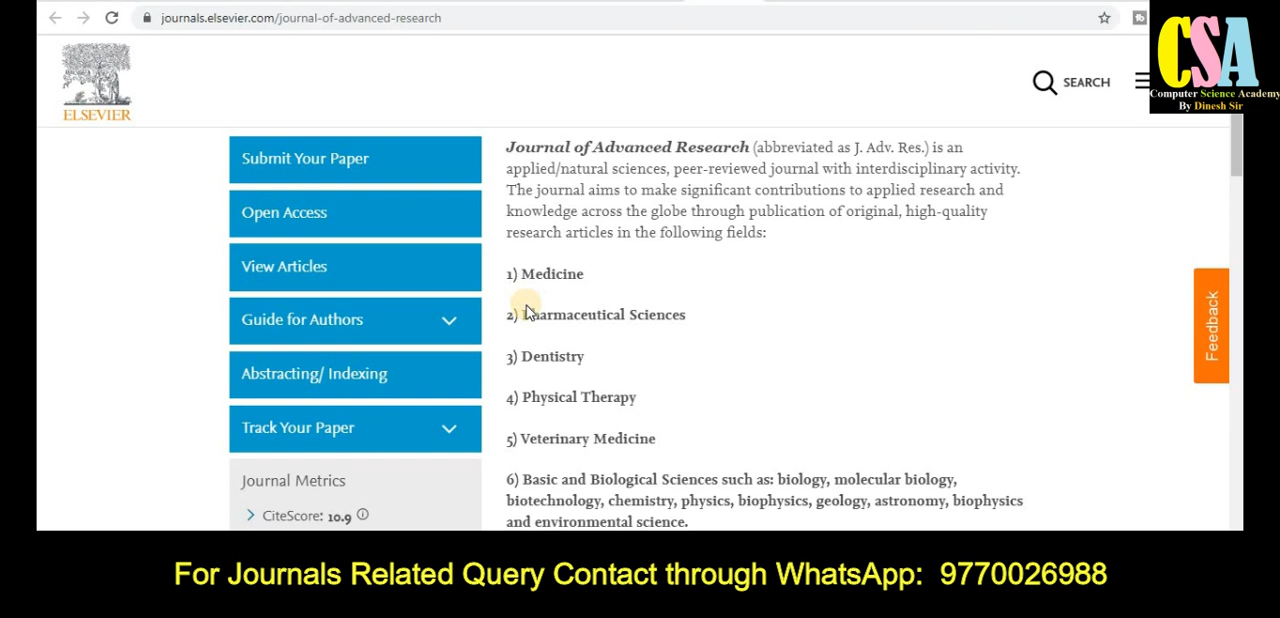 journals.elsevier.com/journal-of-advanced-research
CSA
Computer Science Academy
By Dinesh Sir
ELSEVIER
SEARCH
Submit Your Paper
Open Access
View Articles
Guide for Authors
Abstracting/ Indexing
Track Your Paper
Journal Metrics
CiteScore: 10.9
Journal of Advanced Research (abbreviated as J. Adv. Res.) is an
applied/natural sciences, peer-reviewed journal with interdisciplinary activity.
The journal aims to make significant contributions to applied research and
knowledge across the globe through publication of original, high-quality
research articles in the following fields:
1) Medicine
2) Pharmaceutical Sciences
3) Dentistry
4) Physical Therapy
5) Veterinary Medicine
6) Basic and Biological Sciences such as: biology, molecular biology,
biotechnology, chemistry, physics, biophysics, geology, astronomy, biophysics
and environmental science.
Feedback
For Journals Related Query Contact through WhatsApp: 9770026988